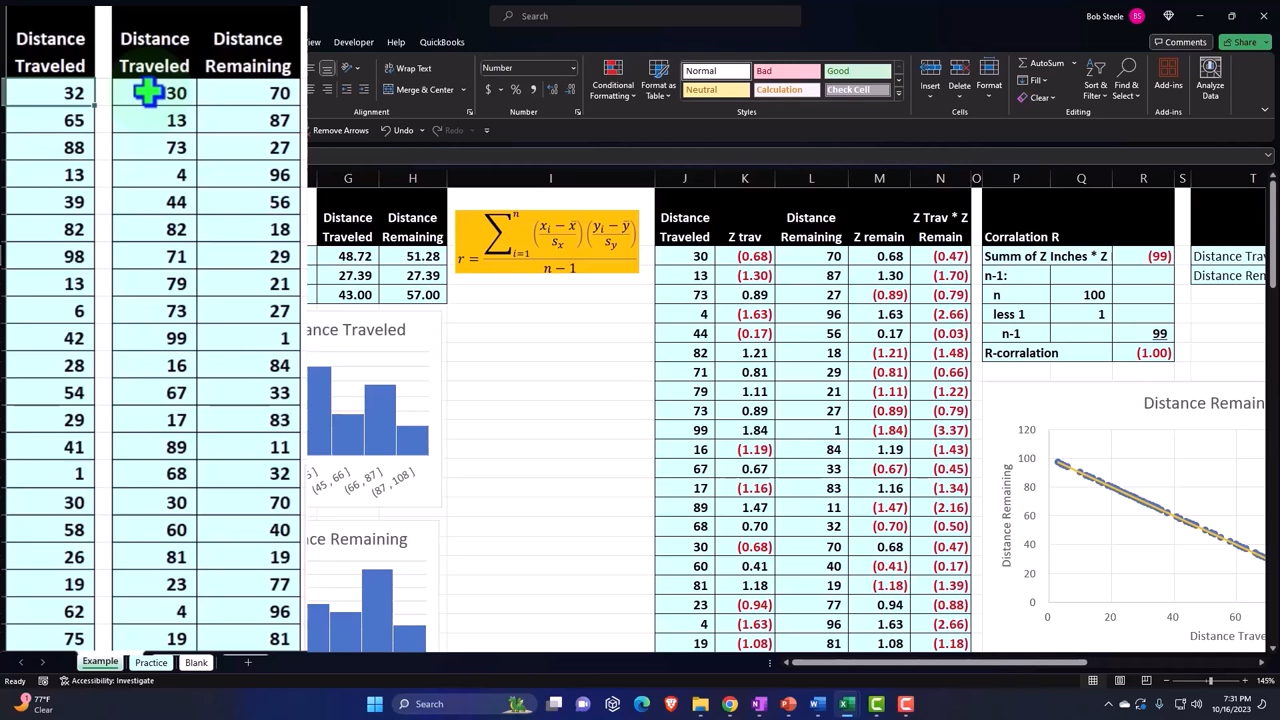 Search
Bob Steele BS
View Developer Help QuickBooks
Comments Share
Wrap Text Number Normal Bad Good AutoSum
Merge & Center Neutral Calculation Check Cell Fill Clear
Conditional Formatting Format as Table Insert Delete Format Sort & Filter Find & Select Add-ins Analyze Data
Number Styles Cells Editing Add-ins
Remove Arrows Undo Redo
G H I J K L M N O P Q R S T
Distance Traveled Distance Traveled Distance Remaining
32 30 70
65 13 87
88 73 27
13 4 96
39 44 56
82 82 18
98 71 29
13 79 21
6 73 27
42 99 1
28 16 84
54 67 33
29 17 83
41 89 11
1 68 32
30 30 70
58 60 40
26 81 19
19 23 77
62 4 96
75 19 81
Distance Traveled Distance Remaining
48.72 51.28
27.39 27.39
43.00 57.00
r = ∑ i=1 n (xi − x̄ / sx) (yi − ȳ / sy) / n − 1
nce Traveled
(45 , 66] (66 , 87] (87 , 108]
nce Remaining
Distance Traveled Z trav Distance Remaining Z remain Z Trav * Z Remain
30 (0.68) 70 0.68 (0.47)
13 (1.30) 87 1.30 (1.70)
73 0.89 27 (0.89) (0.79)
4 (1.63) 96 1.63 (2.66)
44 (0.17) 56 0.17 (0.03)
82 1.21 18 (1.21) (1.48)
71 0.81 29 (0.81) (0.66)
79 1.11 21 (1.11) (1.22)
73 0.89 27 (0.89) (0.79)
99 1.84 1 (1.84) (3.37)
16 (1.19) 84 1.19 (1.43)
67 0.67 33 (0.67) (0.45)
17 (1.16) 83 1.16 (1.34)
89 1.47 11 (1.47) (2.16)
68 0.70 32 (0.70) (0.50)
30 (0.68) 70 0.68 (0.47)
60 0.41 40 (0.41) (0.17)
81 1.18 19 (1.18) (1.39)
23 (0.94) 77 0.94 (0.88)
4 (1.63) 96 1.63 (2.66)
19 (1.08) 81 1.08 (1.18)
Corralation R
Summ of Z Inches * Z (99)
n-1:
n 100
less 1 1
n-1 99
R-corralation (1.00)
Distance Trav
Distance Rem
Distance Remain
120
100
80
60
40
20
0
Distance Remaining
0 20 40 60
Distance Trave
Example Practice Blank
Ready Accessibility: Investigate 145%
77°F
Clear
Search
7:31 PM
10/16/2023